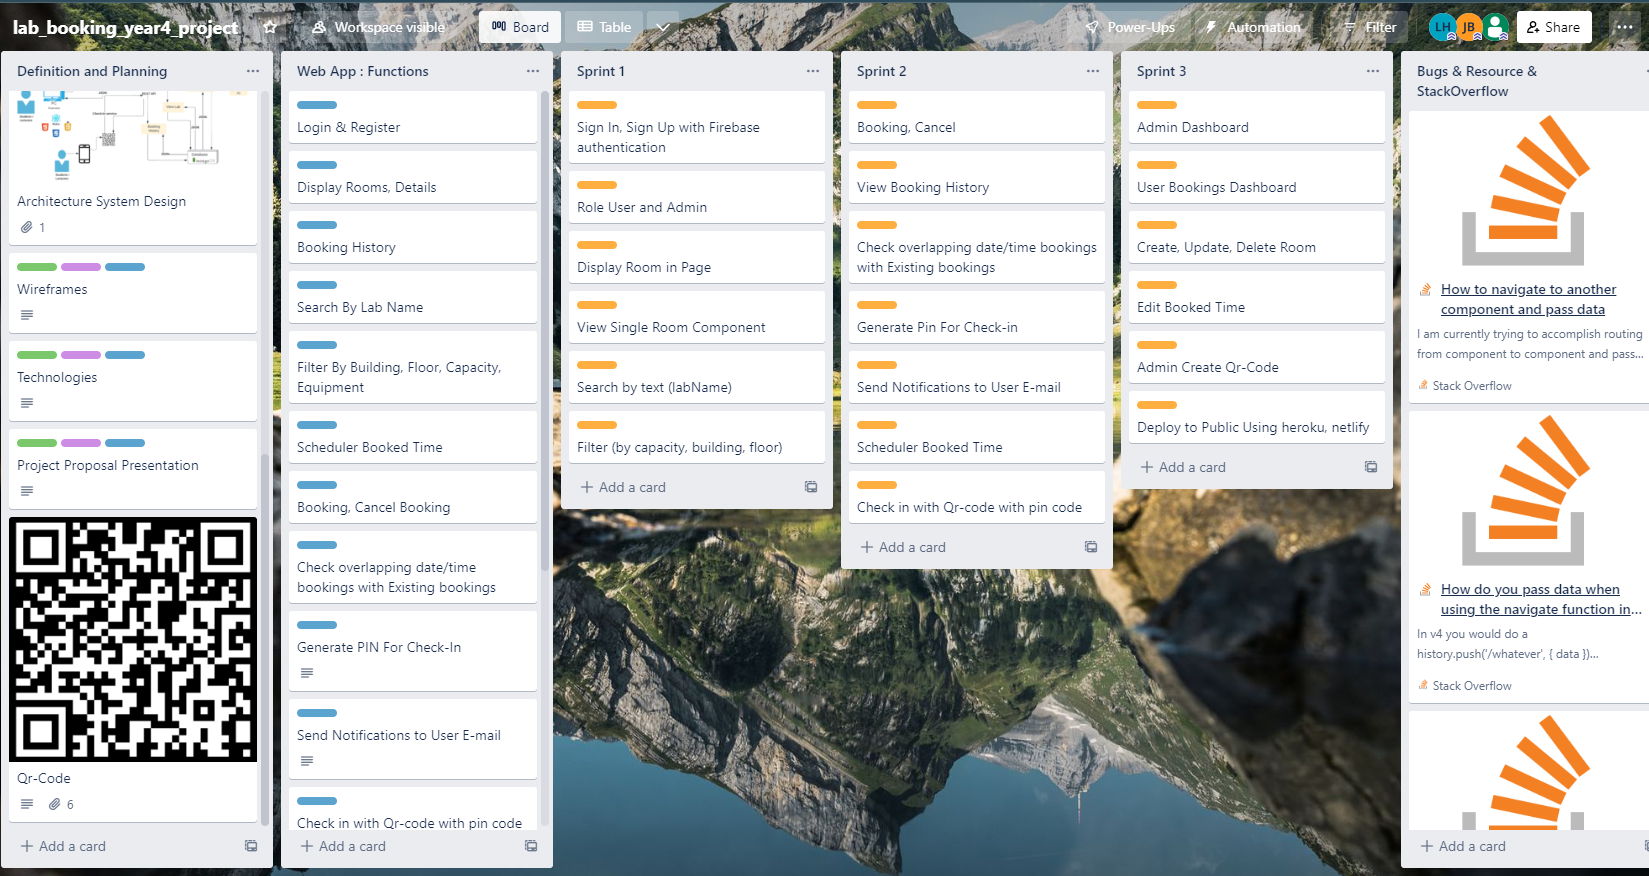 lab_booking_year4_project
Workspace visible
Board
Table
Power-Ups
Automation
Filter
LH
JB
Share
Definition and Planning
Architecture System Design
1
Wireframes
Technologies
Project Proposal Presentation
Qr-Code
6
Add a card
Web App : Functions
Login & Register
Display Rooms, Details
Booking History
Search By Lab Name
Filter By Building, Floor, Capacity,
Equipment
Scheduler Booked Time
Booking, Cancel Booking
Check overlapping date/time
bookings with Existing bookings
Generate PIN For Check-In
Send Notifications to User E-mail
Check in with Qr-code with pin code
Add a card
Sprint 1
Sign In, Sign Up with Firebase
authentication
Role User and Admin
Display Room in Page
View Single Room Component
Search by text (labName)
Filter (by capacity, building, floor)
Add a card
Sprint 2
Booking, Cancel
View Booking History
Check overlapping date/time bookings
with Existing bookings
Generate Pin For Check-in
Send Notifications to User E-mail
Scheduler Booked Time
Check in with Qr-code with pin code
Add a card
Sprint 3
Admin Dashboard
User Bookings Dashboard
Create, Update, Delete Room
Edit Booked Time
Admin Create Qr-Code
Deploy to Public Using heroku, netlify
Add a card
Bugs & Resource &
StackOverflow
How to navigate to another
component and pass data
I am currently trying to accomplish routing
from component to component and pass...
Stack Overflow
How do you pass data when
using the navigate function in...
In v4 you would do a
history.push('/whatever', { data })...
Stack Overflow
Add a card